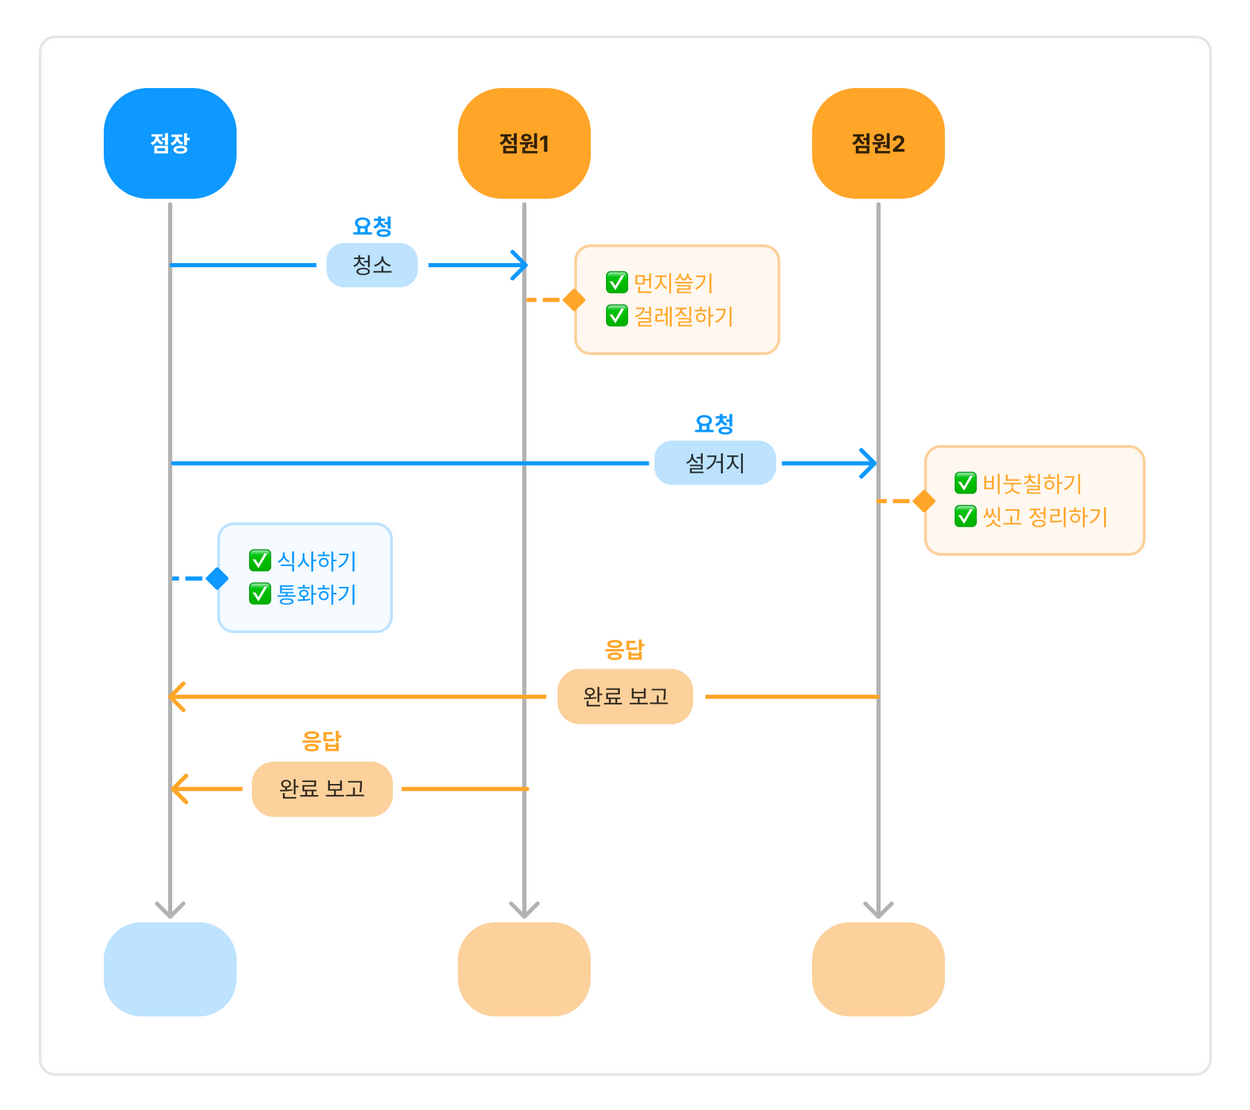 점장
점원1
점원2
요청
청소
✅ 먼지쓸기
✅ 걸레질하기
요청
설거지
✅ 비눗칠하기
✅ 씻고 정리하기
✅ 식사하기
✅ 통화하기
응답
완료 보고
응답
완료 보고